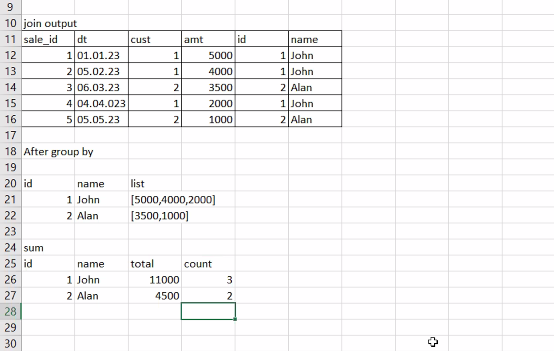 9
10 join output
11 sale_id dt cust amt id name
12 1 01.01.23 1 5000 1 John
13 2 05.02.23 1 4000 1 John
14 3 06.03.23 2 3500 2 Alan
15 4 04.04.023 1 2000 1 John
16 5 05.05.23 2 1000 2 Alan
17
18 After group by
19
20 id name list
21 1 John [5000,4000,2000]
22 2 Alan [3500,1000]
23
24 sum
25 id name total count
26 1 John 11000 3
27 2 Alan 4500 2
28
29
30